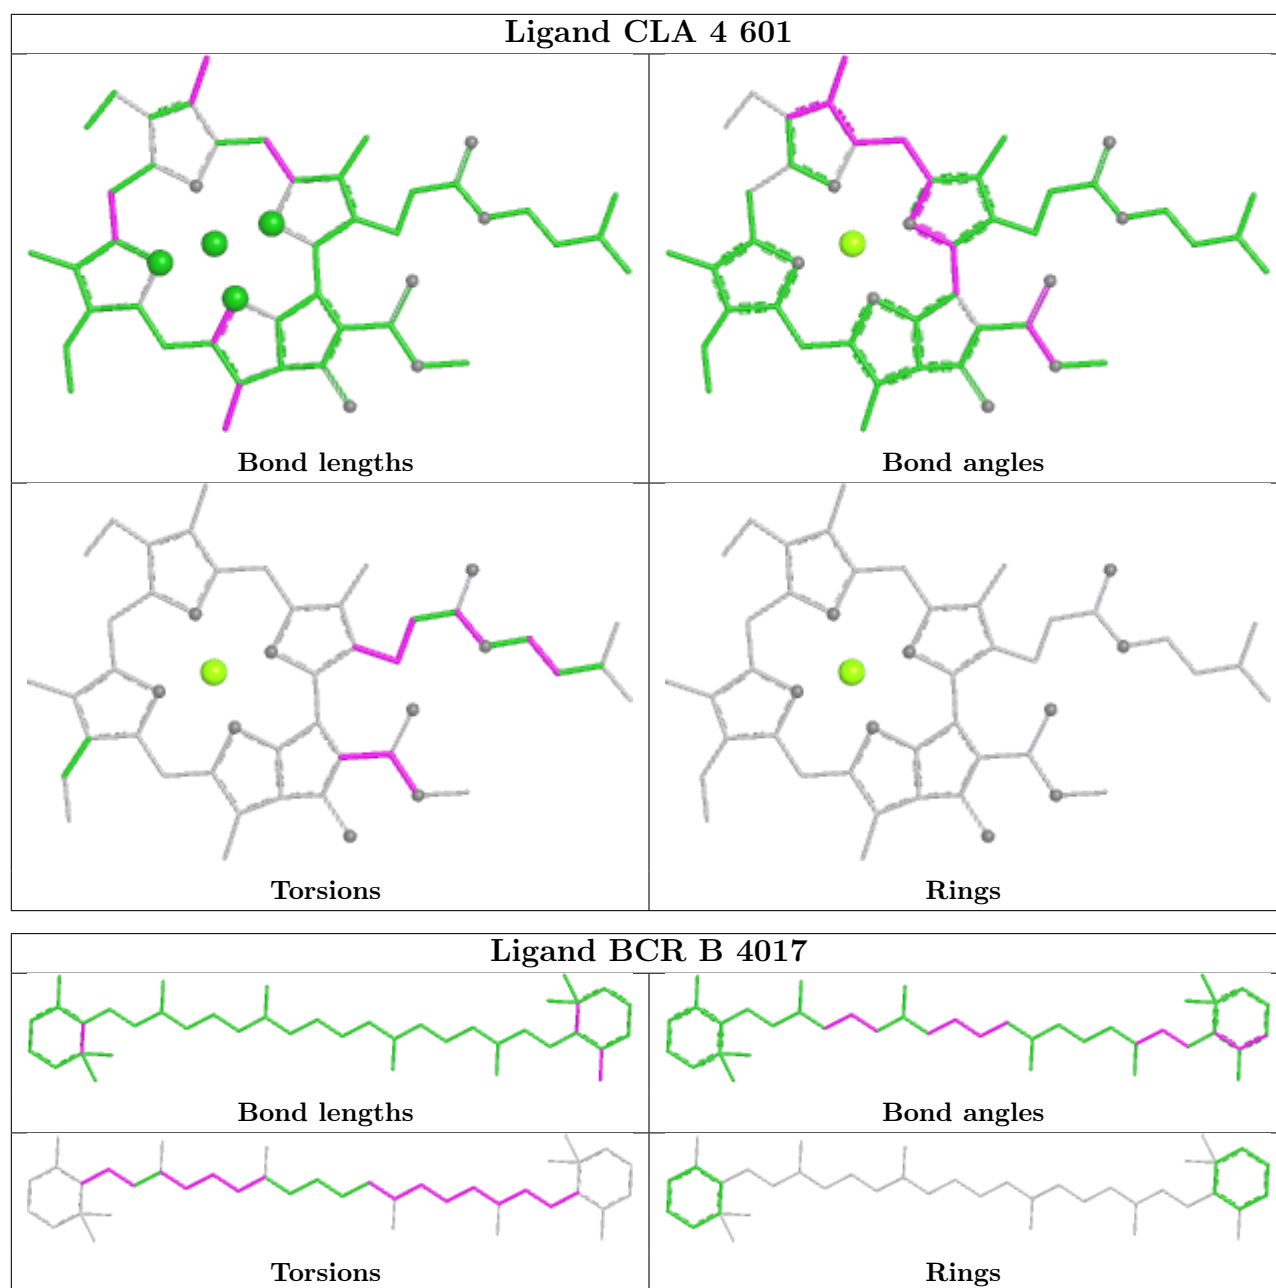 Ligand CLA 4 601
Bond lengths
Bond angles
Torsions
Rings
Ligand BCR B 4017
Bond lengths
Bond angles
Torsions
Rings